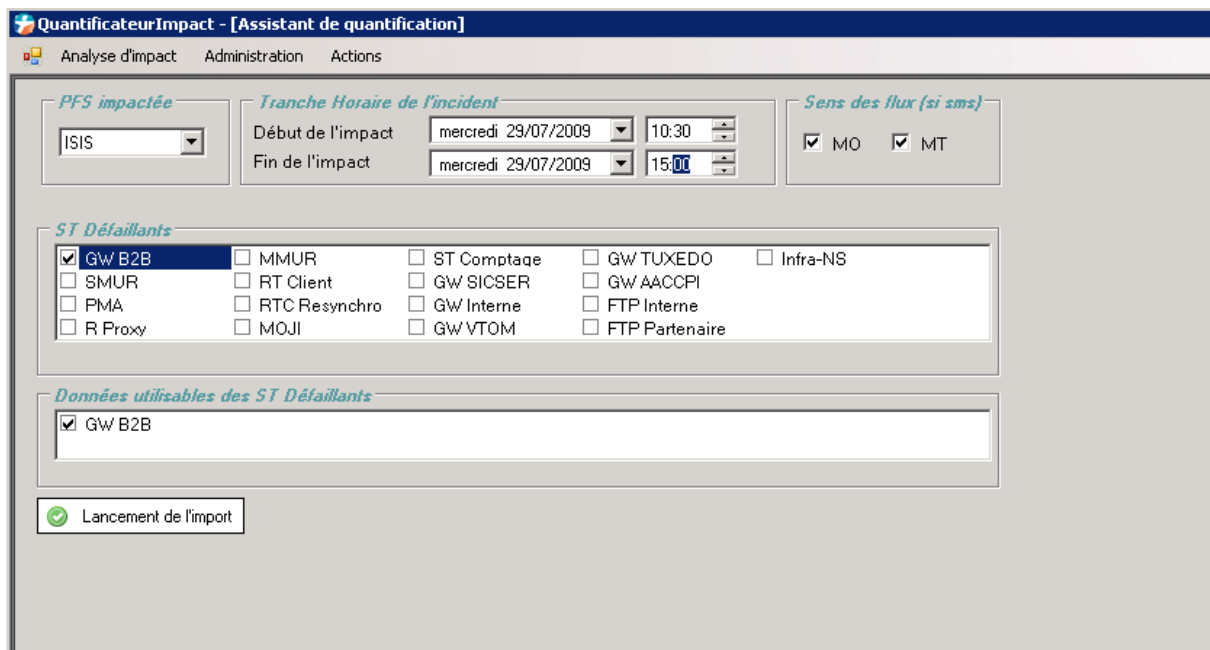 QuantificateurImpact - [Assistant de quantification]
Analyse d'impact Administration Actions
PFS impactée Tranche Horaire de l'incident Sens des flux (si sms)
ISIS Début de l'impact mercredi 29/07/2009 10:30 MO MT
Fin de l'impact mercredi 29/07/2009 15:00
ST Défaillants
GW B2B MMUR ST Comptage GW TUXEDO Infra-NS
SMUR RT Client GW SICSER GW AACCPI
PMA RTC Resynchro GW Interne FTP Interne
R Proxy MOJI GW VTOM FTP Partenaire
Données utilisables des ST Défaillants
GW B2B
Lancement de l'import